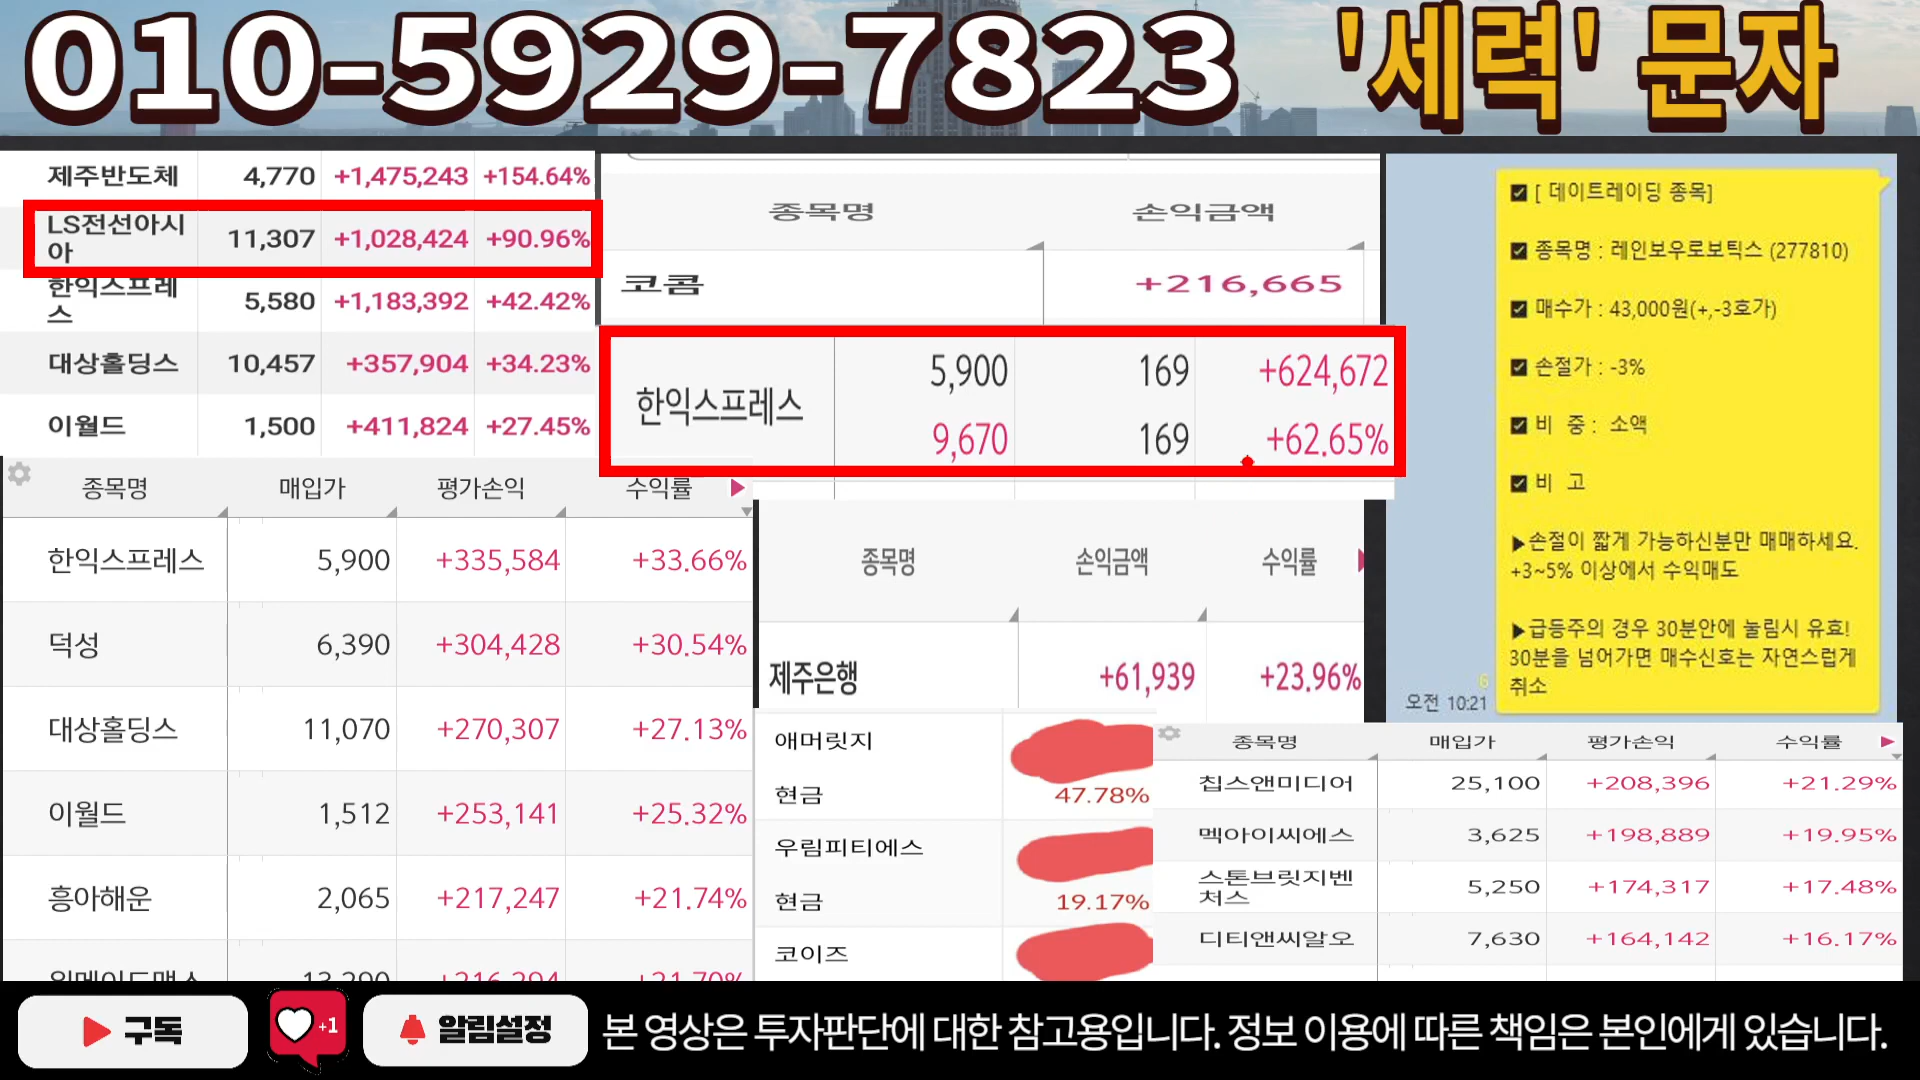 010-5929-7823 '세력' 문자
제주반도체 4,770 +1,475,243 +154.64%
LS전선아시아 11,307 +1,028,424 +90.96%
한익스프레스 5,580 +1,183,392 +42.42%
대상홀딩스 10,457 +357,904 +34.23%
이월드 1,500 +411,824 +27.45%
종목명 손익금액
코콤 +216,665
한익스프레스 5,900 169 +624,672
9,670 169 +62.65%
[ 데이트레이딩 종목]
종목명 : 레인보우로보틱스 (277810)
매수가 : 43,000원(+,-3호가)
손절가 : -3%
비 중 : 소액
비 고
▶손절이 짧게 가능하신분만 매매하세요.
+3~5% 이상에서 수익매도
▶급등주의 경우 30분안에 눌림시 유효!
30분을 넘어가면 매수신호는 자연스럽게
취소
6
오전 10:21
종목명 매입가 평가손익 수익률
한익스프레스 5,900 +335,584 +33.66%
덕성 6,390 +304,428 +30.54%
대상홀딩스 11,070 +270,307 +27.13%
이월드 1,512 +253,141 +25.32%
흥아해운 2,065 +217,247 +21.74%
종목명 손익금액 수익률
제주은행 +61,939 +23.96%
애머릿지
현금 47.78%
우림피티에스
현금 19.17%
코이즈
종목명 매입가 평가손익 수익률
칩스앤미디어 25,100 +208,396 +21.29%
멕아이씨에스 3,625 +198,889 +19.95%
스톤브릿지벤처스 5,250 +174,317 +17.48%
디티앤씨알오 7,630 +164,142 +16.17%
구독 +1 알림설정 본 영상은 투자판단에 대한 참고용입니다. 정보 이용에 따른 책임은 본인에게 있습니다.